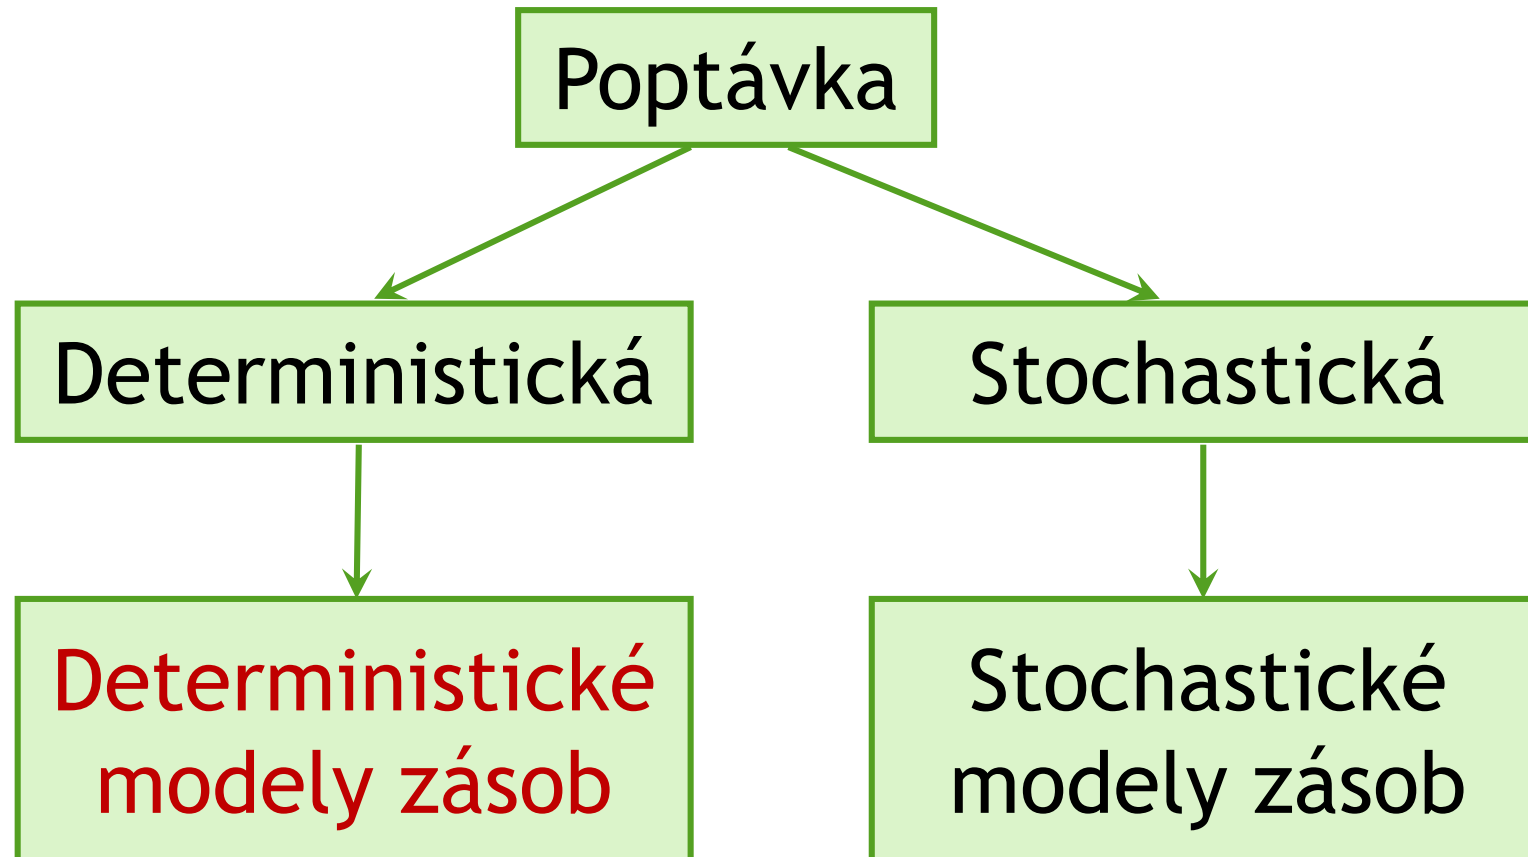 Poptávka
Deterministická
Stochastická
Deterministické
modely zásob
Stochastické
modely zásob